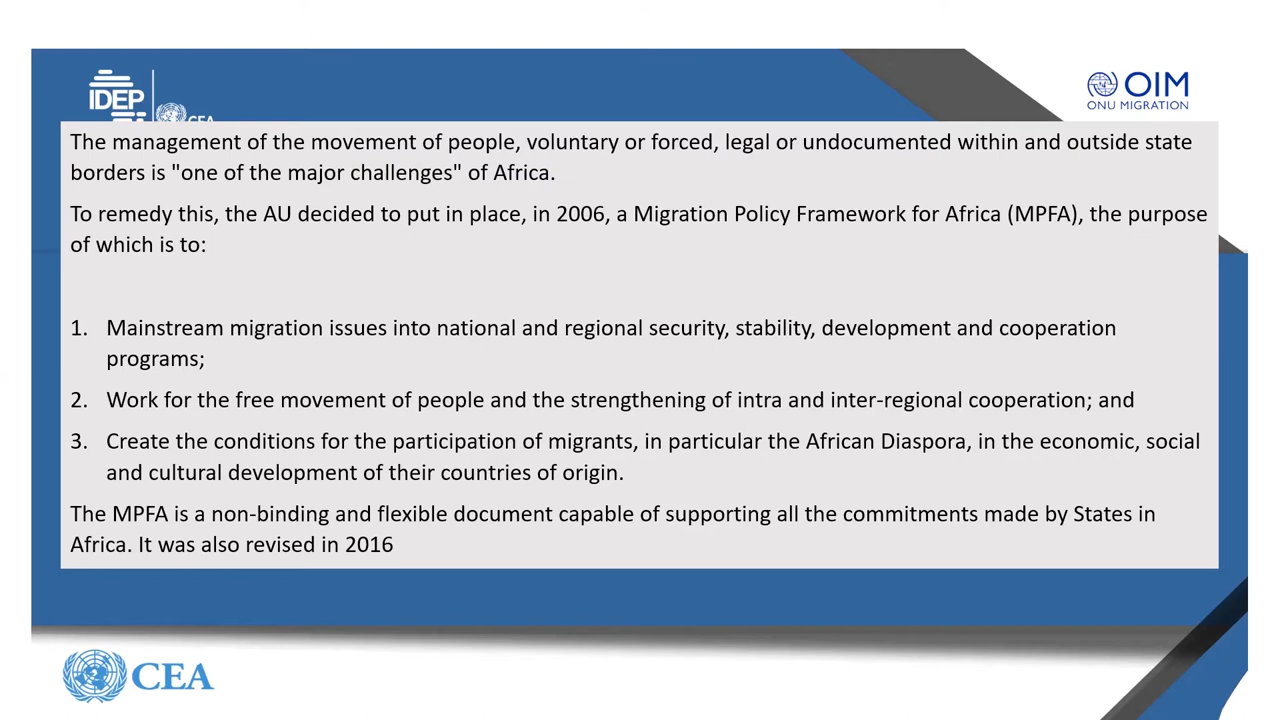 IDEP
CEA
OIM
ONU MIGRATION
The management of the movement of people, voluntary or forced, legal or undocumented within and outside state
borders is "one of the major challenges" of Africa.
To remedy this, the AU decided to put in place, in 2006, a Migration Policy Framework for Africa (MPFA), the purpose
of which is to:
1. Mainstream migration issues into national and regional security, stability, development and cooperation
programs;
2. Work for the free movement of people and the strengthening of intra and inter-regional cooperation; and
3. Create the conditions for the participation of migrants, in particular the African Diaspora, in the economic, social
and cultural development of their countries of origin.
The MPFA is a non-binding and flexible document capable of supporting all the commitments made by States in
Africa. It was also revised in 2016
CEA